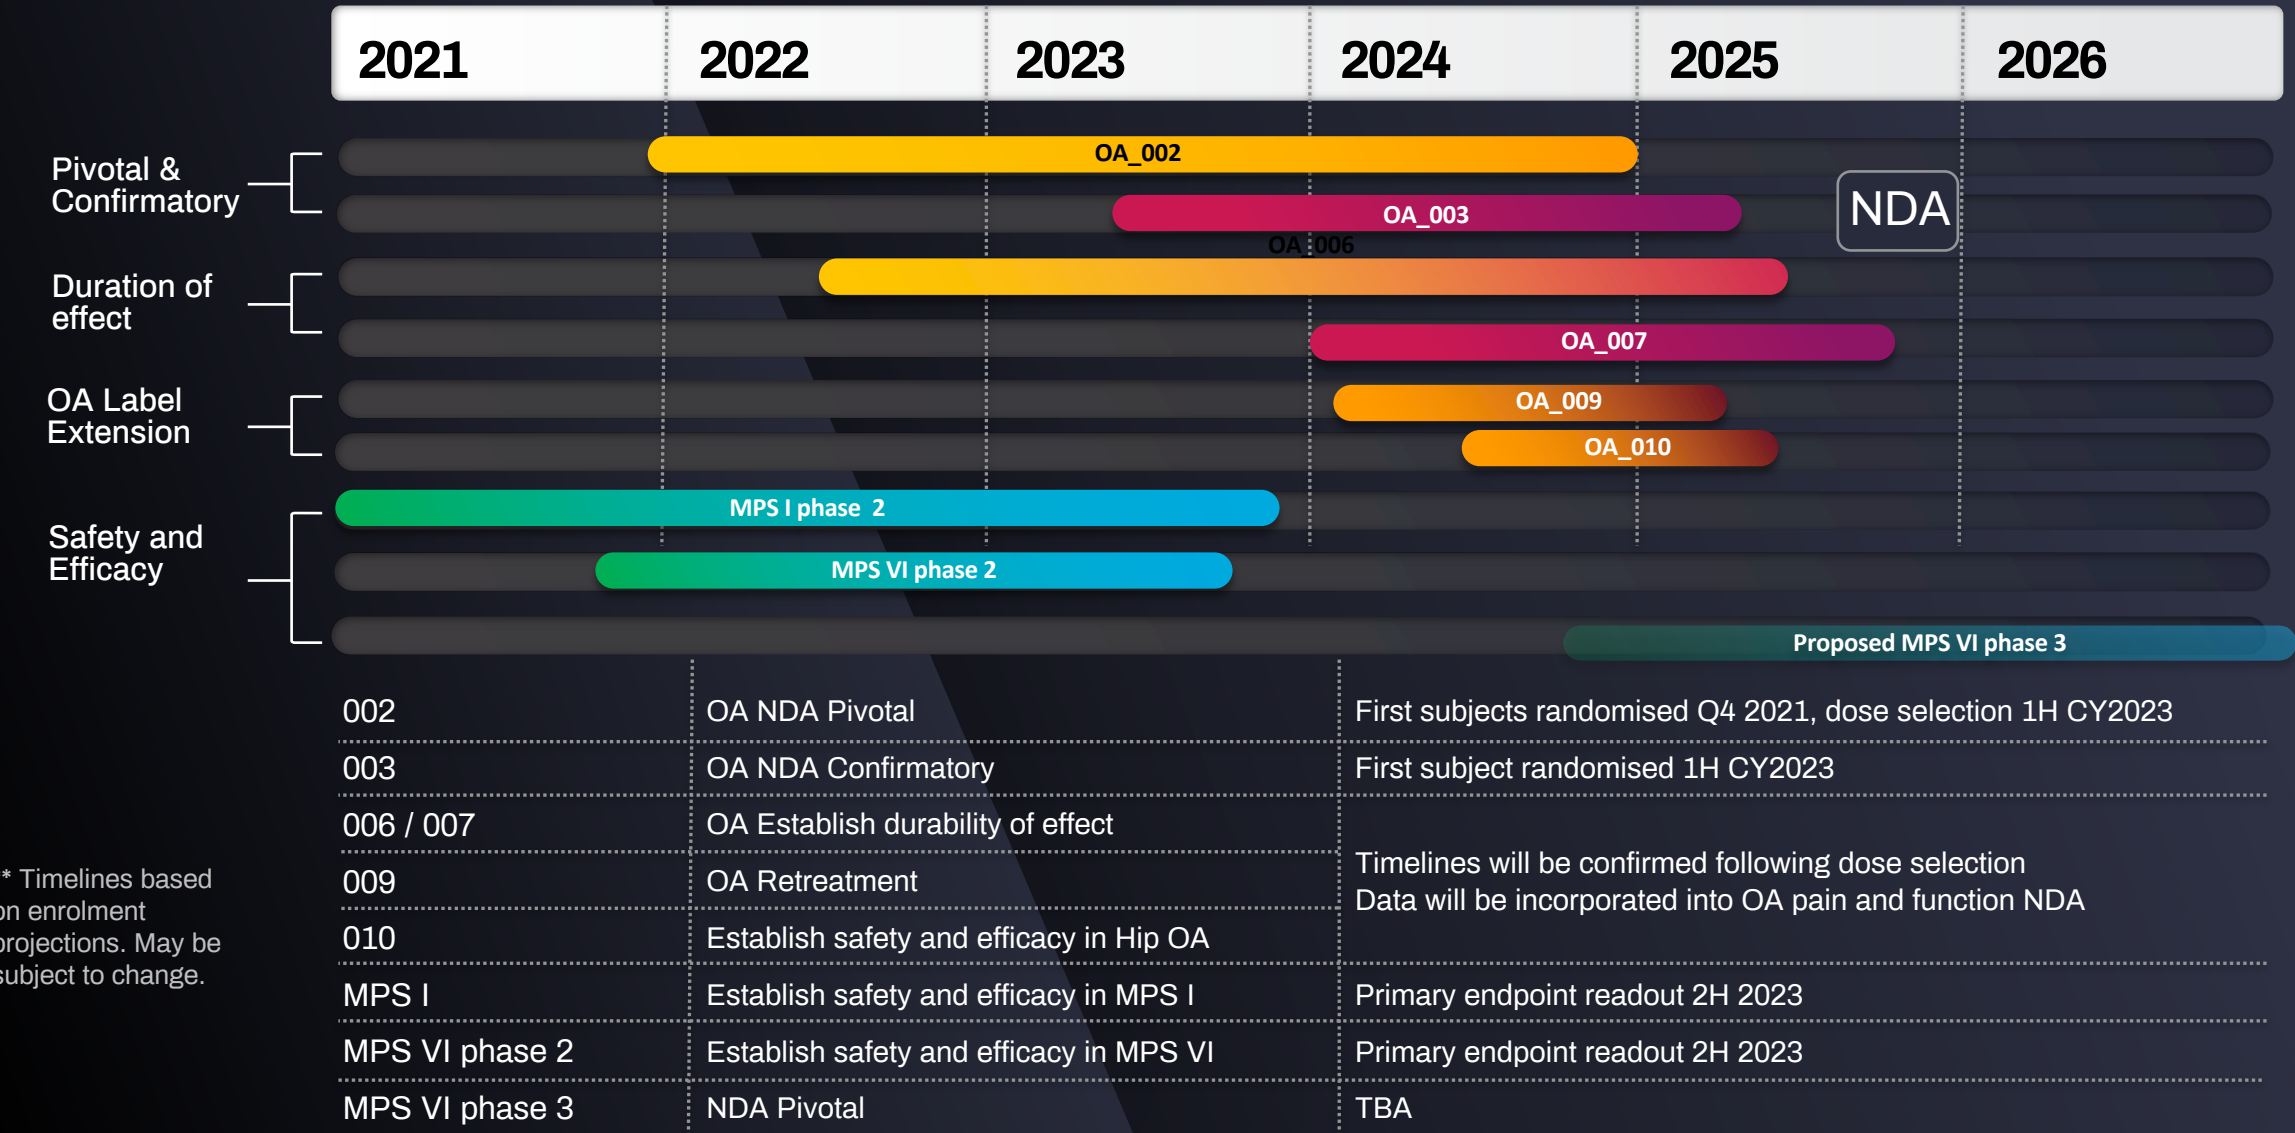 2021 2022 2023 2024 2025 2026
Pivotal &
Confirmatory
OA_002
OA_003
NDA
OA_006
Duration of
effect
OA_007
OA Label
Extension
OA_009
OA_010
Safety and
Efficacy
MPS I phase 2
MPS VI phase 2
Proposed MPS VI phase 3
002 OA NDA Pivotal First subjects randomised Q4 2021, dose selection 1H CY2023
003 OA NDA Confirmatory First subject randomised 1H CY2023
006 / 007 OA Establish durability of effect
009 OA Retreatment
Timelines will be confirmed following dose selection
Data will be incorporated into OA pain and function NDA
010 Establish safety and efficacy in Hip OA
MPS I Establish safety and efficacy in MPS I Primary endpoint readout 2H 2023
MPS VI phase 2 Establish safety and efficacy in MPS VI Primary endpoint readout 2H 2023
MPS VI phase 3 NDA Pivotal TBA
** Timelines based
on enrolment
projections. May be
subject to change.